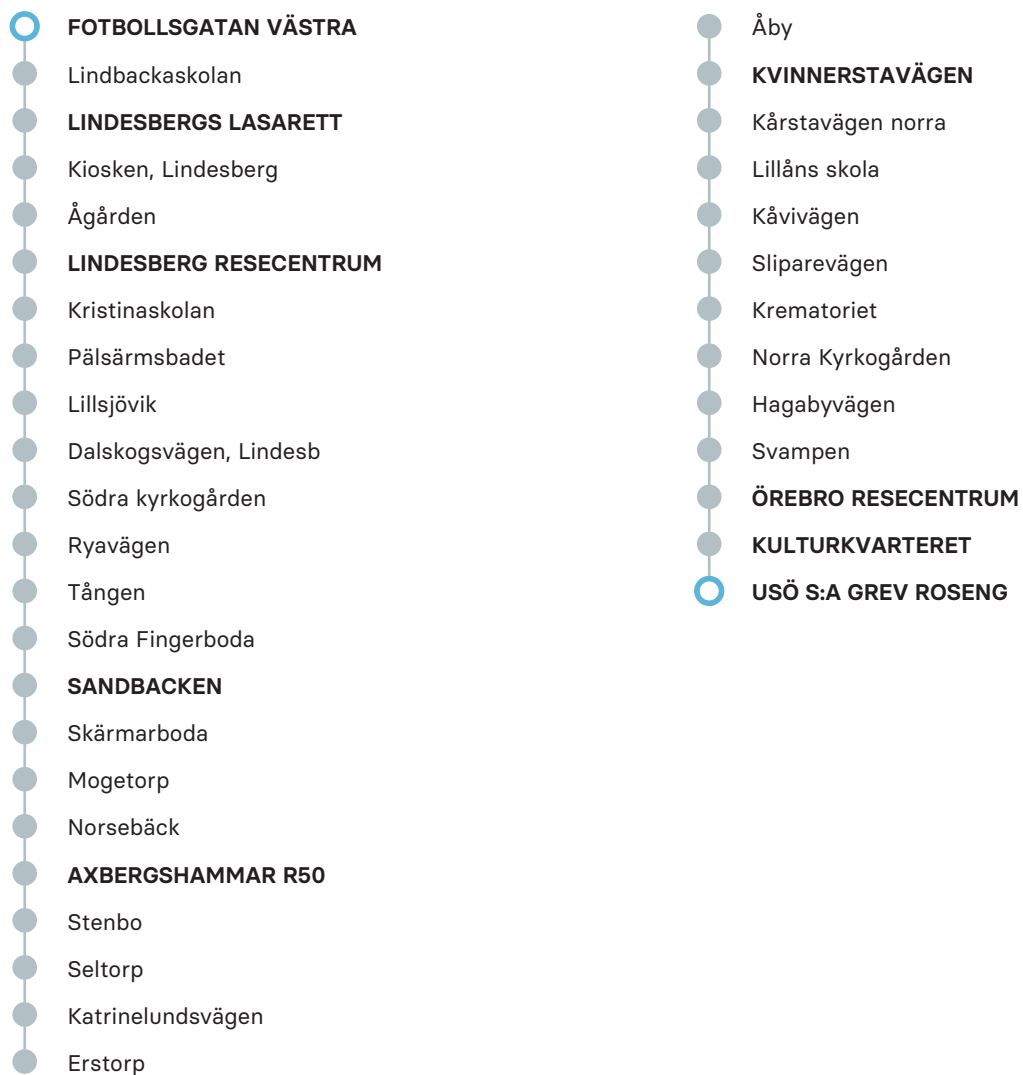 FOTBOLLSGATAN VÄSTRA
Lindbackaskolan
LINDESBERGS LASARETT
Kiosken, Lindesberg
Ågården
LINDESBERG RESECENTRUM
Kristinaskolan
Pälsärmsbadet
Lillsjövik
Dalskogsvägen, Lindesb
Södra kyrkogården
Ryavägen
Tången
Södra Fingerboda
SANDBACKEN
Skärmarboda
Mogetorp
Norsebäck
AXBERGSHAMMAR R50
Stenbo
Seltorp
Katrinelundsvägen
Erstorp
Åby
KVINNERSTAVÄGEN
Kårstavägen norra
Lillåns skola
Kåvivägen
Sliparevägen
Krematoriet
Norra Kyrkogården
Hagabyvägen
Svampen
ÖREBRO RESECENTRUM
KULTURKVARTERET
USÖ S:A GREV ROSENG